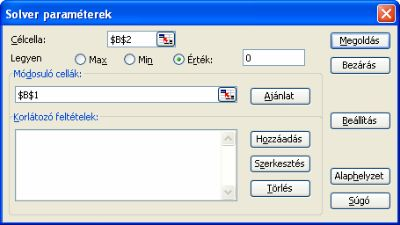 Solver paraméterek
Célcella: $B$2 Megoldás
Legyen Max Min Érték: 0 Bezárás
Módosuló cellák:
$B$1 Ajánlat
Korlátozó feltételek: Beállítás
Hozzáadás
Szerkesztés
Törlés Alaphelyzet
Súgó